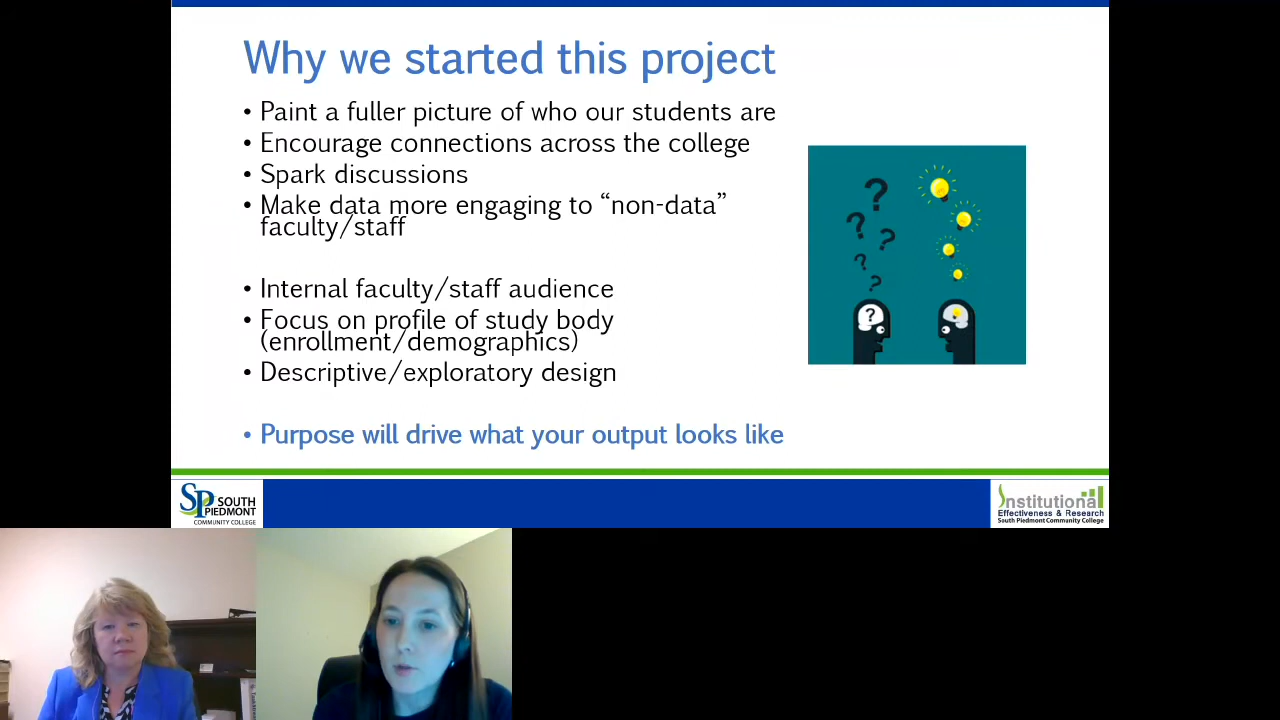 Why we started this project
• Paint a fuller picture of who our students are
• Encourage connections across the college
• Spark discussions
• Make data more engaging to “non-data”
faculty/staff
• Internal faculty/staff audience
• Focus on profile of study body
(enrollment/demographics)
• Descriptive/exploratory design
• Purpose will drive what your output looks like
SP SOUTH
PIEDMONT
COMMUNITY COLLEGE
Institutional
Effectiveness & Research
South Piedmont Community College